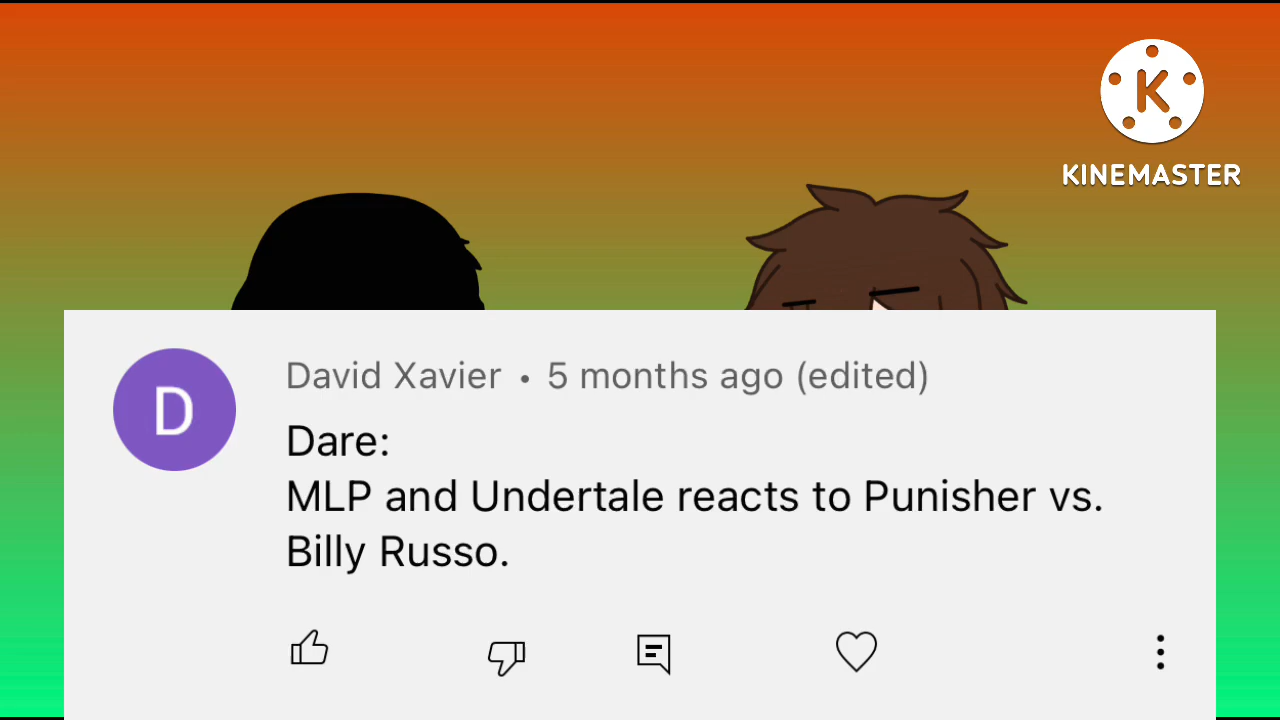 K
KINEMASTER
D
David Xavier • 5 months ago (edited)
Dare:
MLP and Undertale reacts to Punisher vs.
Billy Russo.